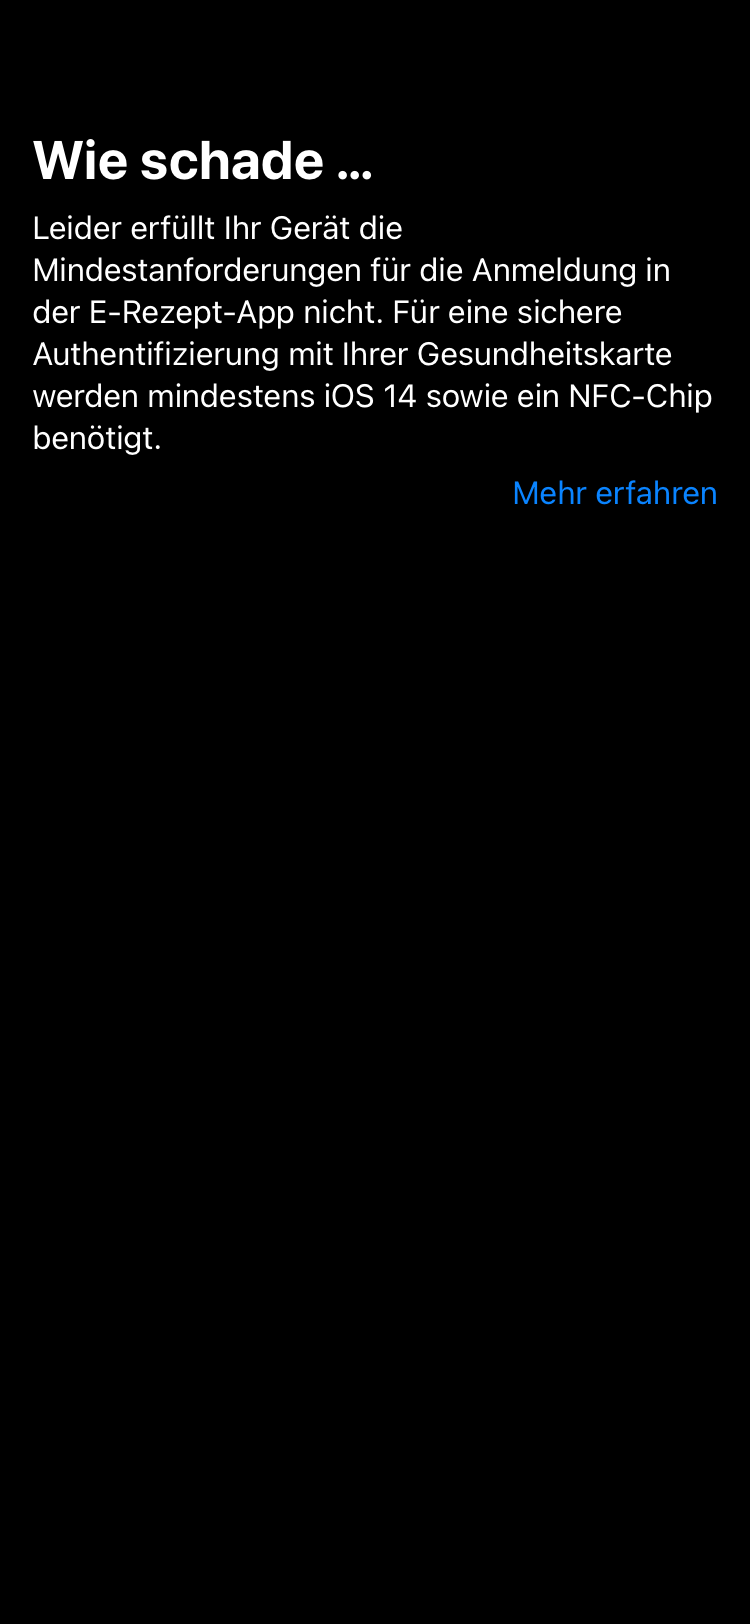 Wie schade …
Leider erfüllt Ihr Gerät die
Mindestanforderungen für die Anmeldung in
der E-Rezept-App nicht. Für eine sichere
Authentifizierung mit Ihrer Gesundheitskarte
werden mindestens iOS 14 sowie ein NFC-Chip
benötigt.
Mehr erfahren